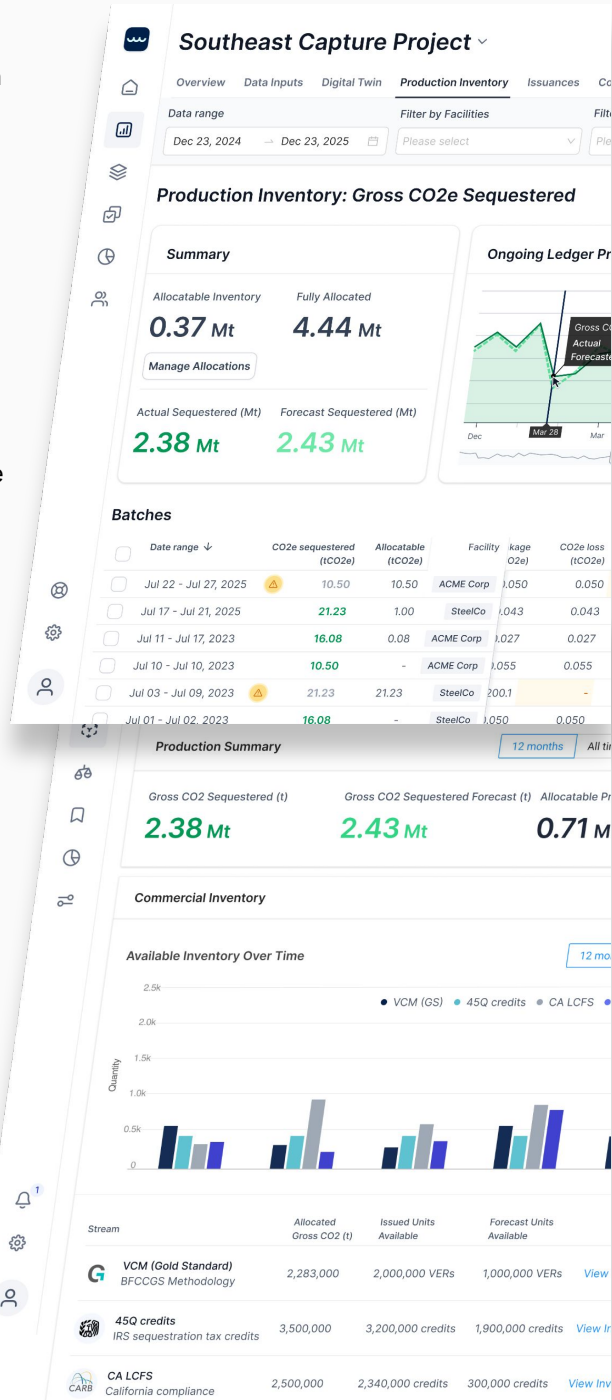 Southeast Capture Project
Overview Data Inputs Digital Twin Production Inventory Issuances
Data range Filter by Facilities
Dec 23, 2024 → Dec 23, 2025 Please select
Production Inventory: Gross CO2e Sequestered
Summary Ongoing Ledger
Allocatable Inventory Fully Allocated
0.37 Mt 4.44 Mt
Manage Allocations
Gross
Actual
Actual Sequestered (Mt) Forecast Sequestered (Mt)
2.38 Mt 2.43 Mt
Dec Mar 28 Mar
Batches
Date range ↓ CO2e sequestered (tCO2e) Allocatable (tCO2e) Facility CO2e loss (tCO2e)
Jul 22 - Jul 27, 2025 10.50 10.50 ACME Corp 0.050 0.050
Jul 17 - Jul 21, 2025 21.23 1.00 SteelCo 0.043 0.043
Jul 11 - Jul 17, 2023 16.08 0.08 ACME Corp 0.027 0.027
Jul 10 - Jul 10, 2023 10.50 - ACME Corp 0.055 0.055
Jul 03 - Jul 09, 2023 21.23 21.23 SteelCo 200.1 -
Jul 01 - Jul 02, 2023 16.08 - SteelCo 0.050 0.050
Production Summary 12 months All
Gross CO2 Sequestered (t) Gross CO2 Sequestered Forecast (t) Allocatable
2.38 Mt 2.43 Mt 0.71 M
Commercial Inventory
Available Inventory Over Time 12
VCM (GS) 45Q credits CA LCFS
2.5k
2.0k
1.5k
1.0k
0.5k
0
Quantity
Stream Allocated Gross CO2 (t) Issued Units Available Forecast Units Available
VCM (Gold Standard)
BFCCGS Methodology 2,283,000 2,000,000 VERs 1,000,000 VERs View
45Q credits
IRS sequestration tax credits 3,500,000 3,200,000 credits 1,900,000 credits View
CARB CA LCFS
California compliance 2,500,000 2,340,000 credits 300,000 credits View
1